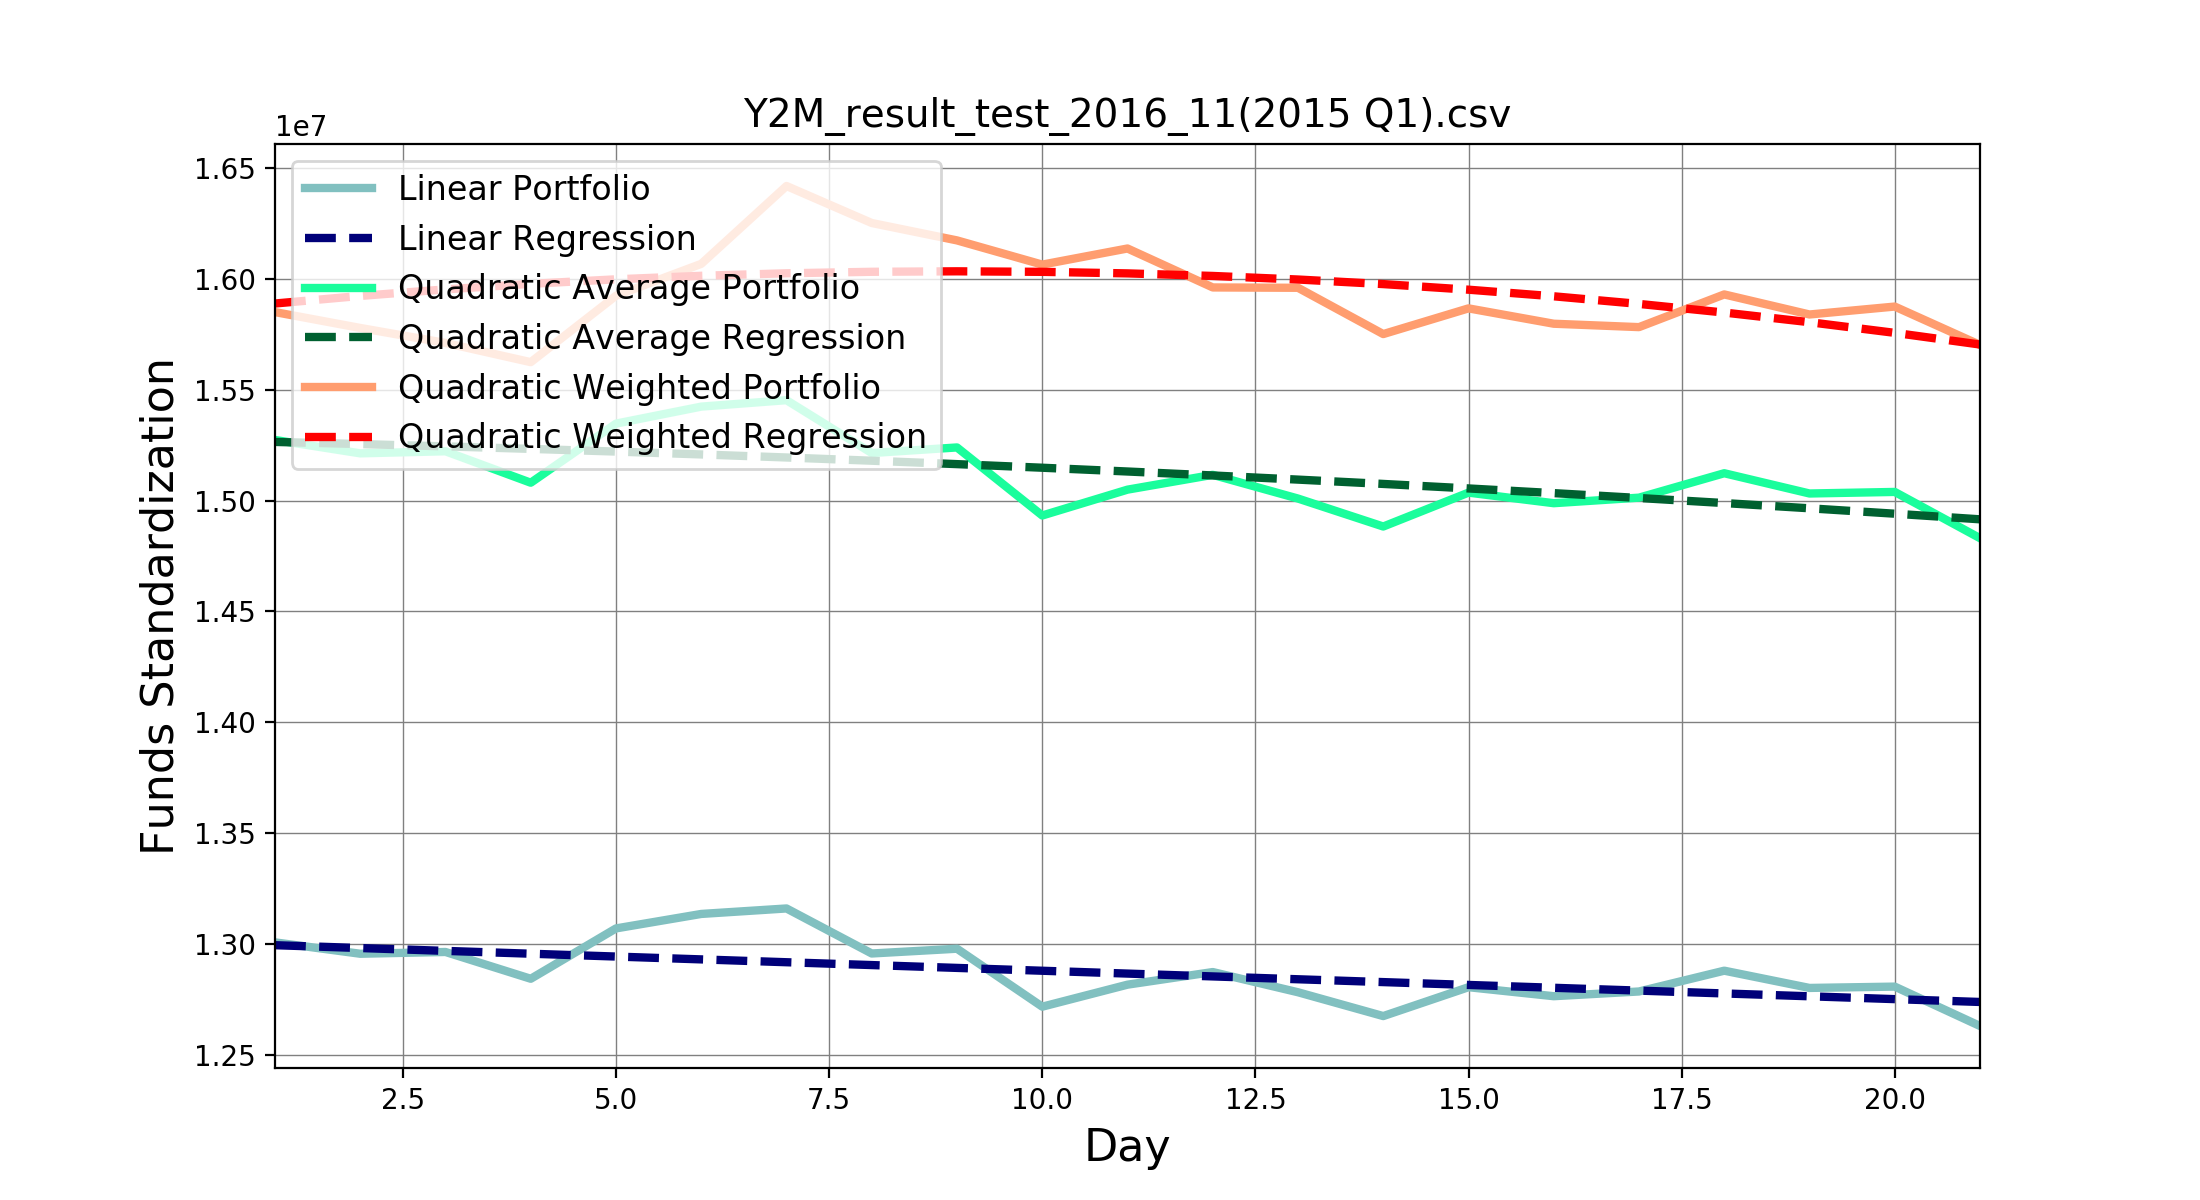 Y2M_result_test_2016_11(2015 Q1).csv
1e7
1.65
1.60
1.55
1.50
1.45
1.40
1.35
1.30
1.25
Funds Standardization
Linear Portfolio
Linear Regression
Quadratic Average Portfolio
Quadratic Average Regression
Quadratic Weighted Portfolio
Quadratic Weighted Regression
2.5 5.0 7.5 10.0 12.5 15.0 17.5 20.0
Day